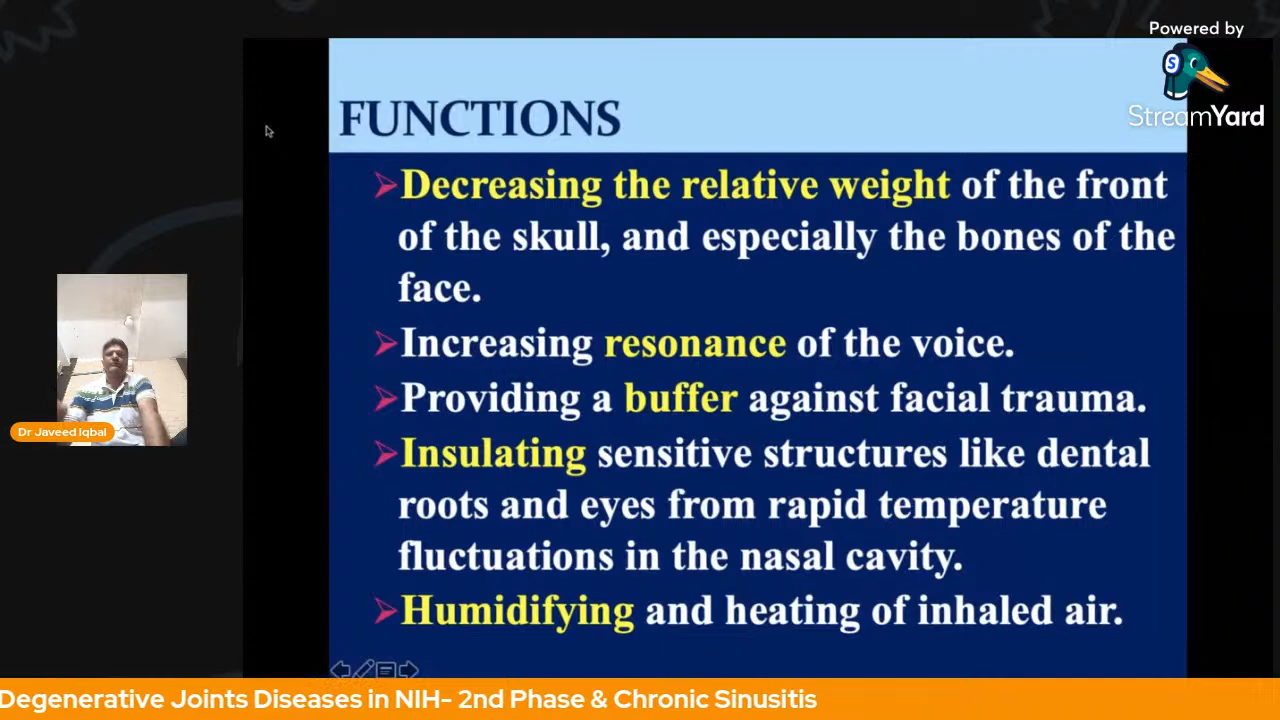 Powered by
StreamYard
FUNCTIONS
Decreasing the relative weight of the front
of the skull, and especially the bones of the
face.
Increasing resonance of the voice.
Providing a buffer against facial trauma.
Insulating sensitive structures like dental
roots and eyes from rapid temperature
fluctuations in the nasal cavity.
Humidifying and heating of inhaled air.
Dr Javeed Iqbal
Degenerative Joints Diseases in NIH- 2nd Phase & Chronic Sinusitis